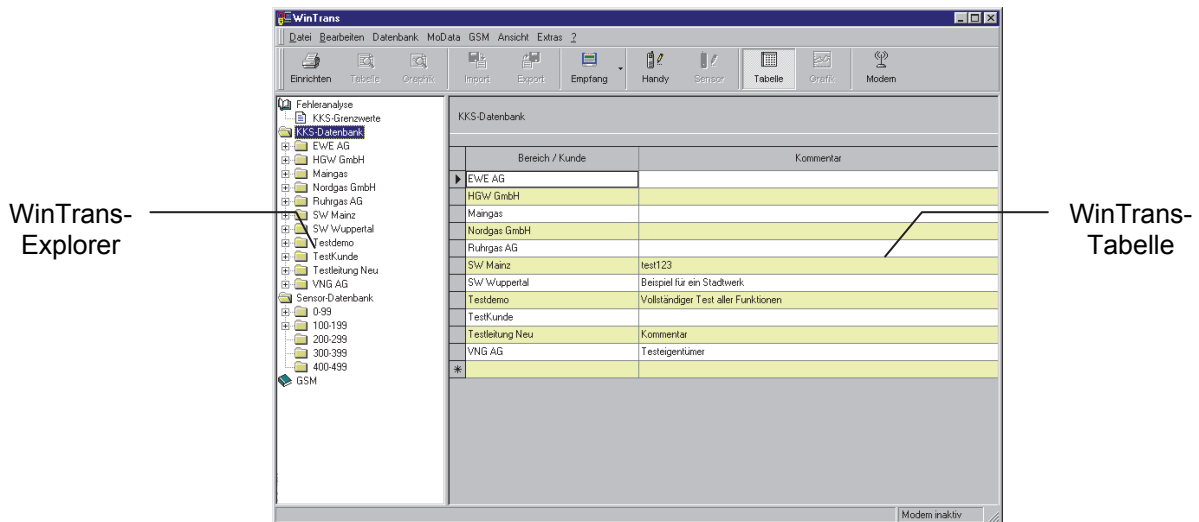 WinTrans
Datei Bearbeiten Datenbank MoData GSM Ansicht Extras ?
Einrichten Tabelle Graphik Import Export Empfang Handy Sensor Tabelle Grafik Modem
Fehleranalyse
KKS-Grenzwerte
KKS-Datenbank
EWE AG
HGW GmbH
Maingas
Nordgas GmbH
Ruhrgas AG
SW Mainz
SW Wuppertal
Testdemo
TestKunde
Testleitung Neu
VNG AG
Sensor-Datenbank
0-99
100-199
200-299
300-399
400-499
GSM
KKS-Datenbank
Bereich / Kunde Kommentar
EWE AG
HGW GmbH
Maingas
Nordgas GmbH
Ruhrgas AG
SW Mainz test123
SW Wuppertal Beispiel für ein Stadtwerk
Testdemo Vollständiger Test aller Funktionen
TestKunde
Testleitung Neu Kommentar
VNG AG Testeigentümer
Modem inaktiv
WinTrans-
Explorer
WinTrans-
Tabelle